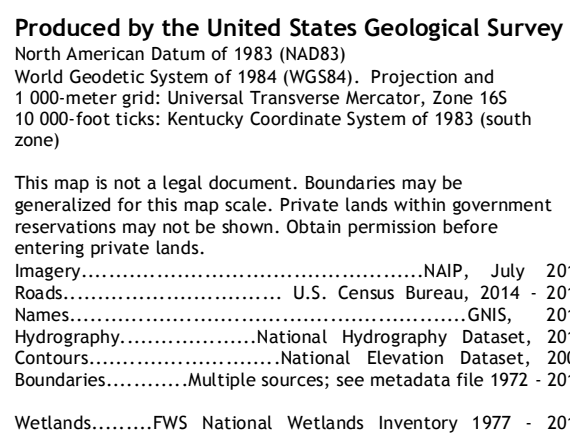 Produced by the United States Geological Survey
North American Datum of 1983 (NAD83)
World Geodetic System of 1984 (WGS84). Projection and
1 000-meter grid: Universal Transverse Mercator, Zone 16S
10 000-foot ticks: Kentucky Coordinate System of 1983 (south
zone)
This map is not a legal document. Boundaries may be
generalized for this map scale. Private lands within government
reservations may not be shown. Obtain permission before
entering private lands.
Imagery.....................................................NAIP, July
Roads.................................. U.S. Census Bureau, 2014 -
Names.............................................................GNIS,
Hydrography.....................National Hydrography Dataset,
Contours.............................National Elevation Dataset,
Boundaries............Multiple sources; see metadata file 1972 -
Wetlands.........FWS National Wetlands Inventory 1977 -